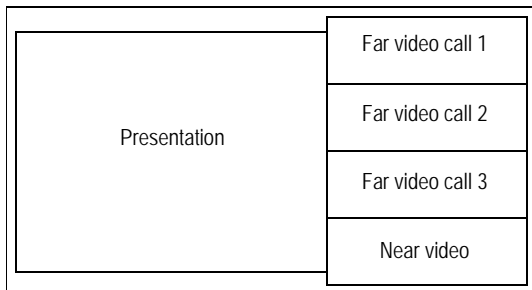 Presentation
Far video call 1
Far video call 2
Far video call 3
Near video